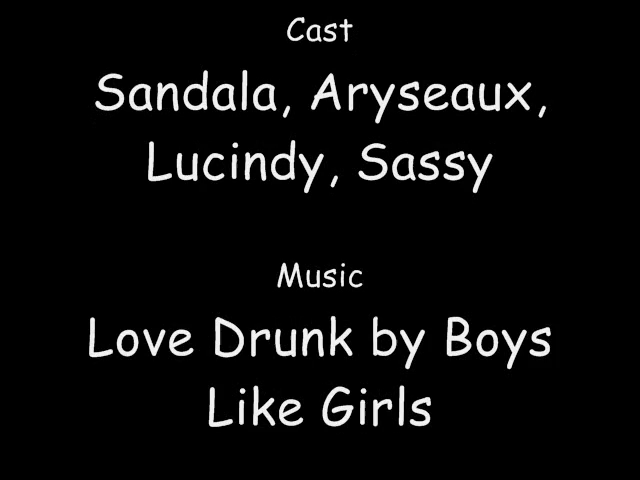 Cast
Sandala, Aryseaux,
Lucindy, Sassy
Music
Love Drunk by Boys
Like Girls